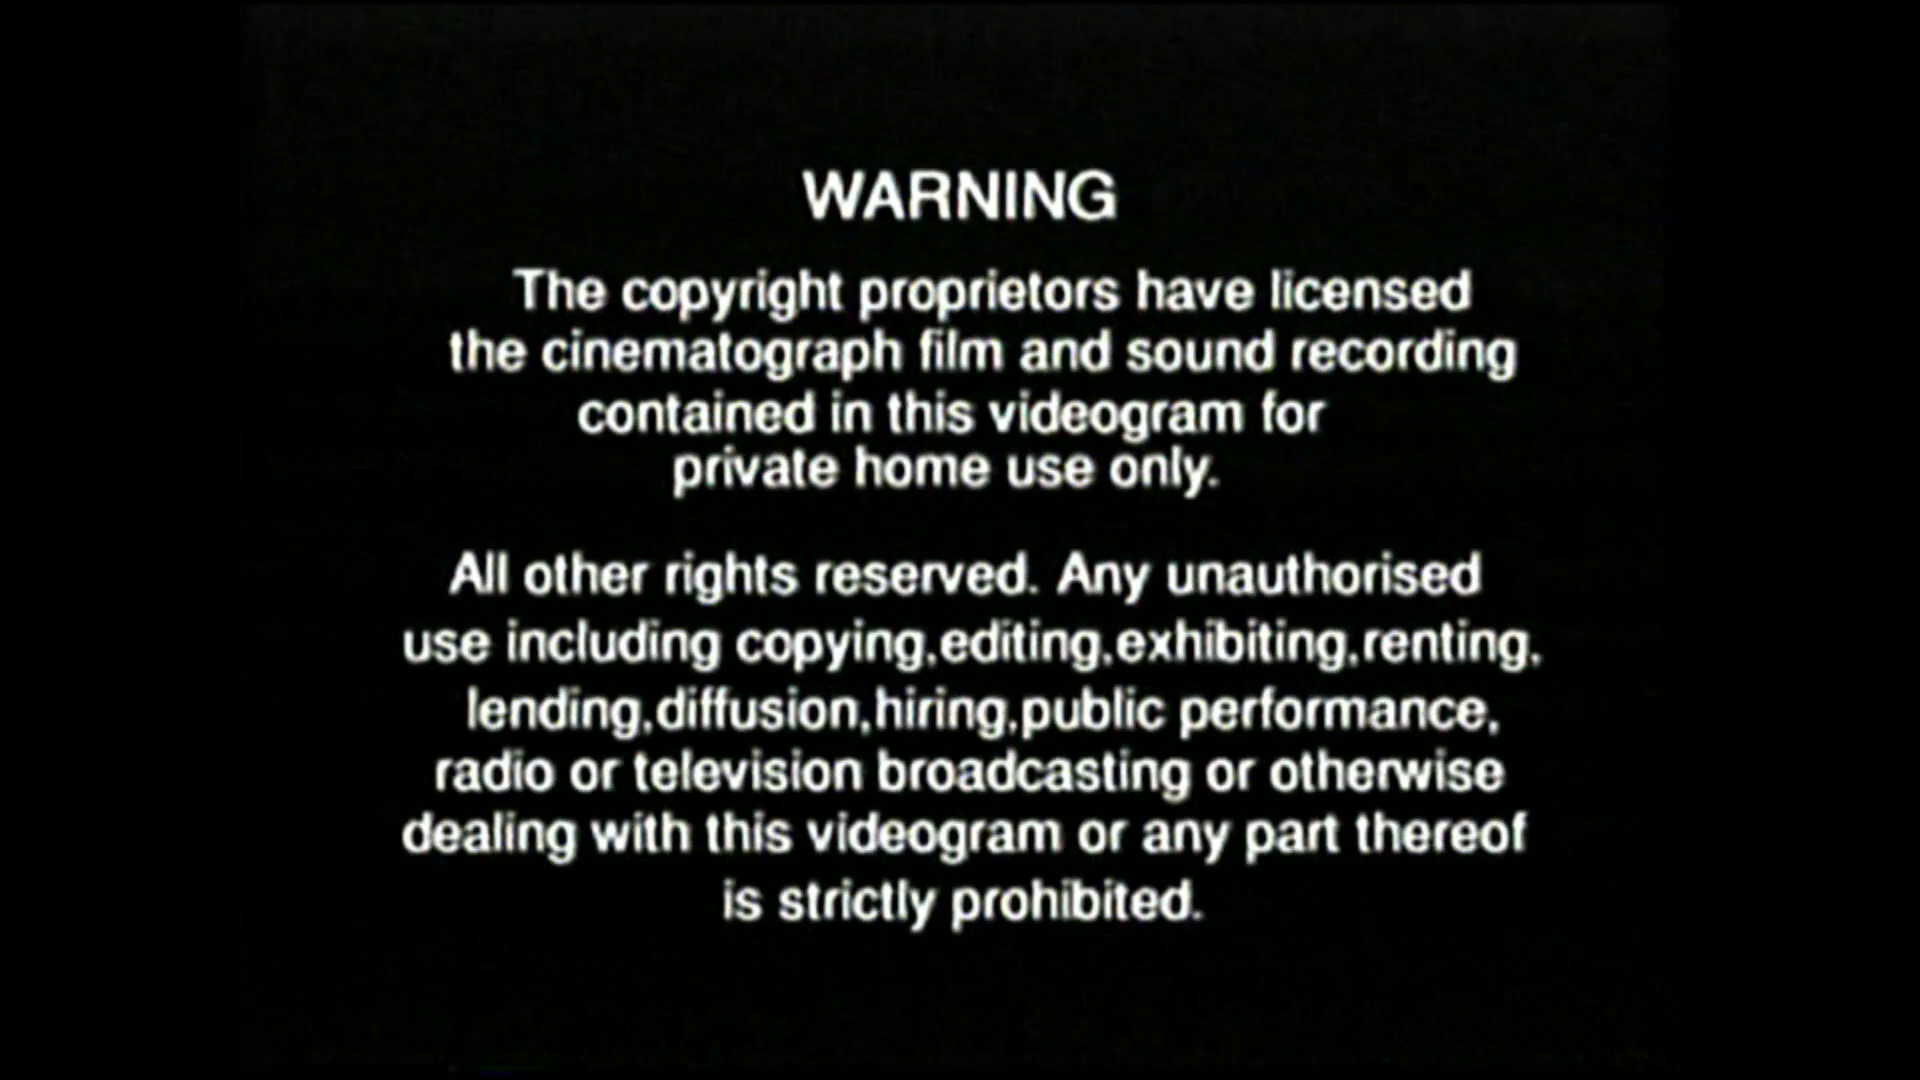 WARNING
The copyright proprietors have licensed
the cinematograph film and sound recording
contained in this videogram for
private home use only.
All other rights reserved. Any unauthorised
use including copying,editing,exhibiting,renting,
lending,diffusion,hiring,public performance,
radio or television broadcasting or otherwise
dealing with this videogram or any part thereof
is strictly prohibited.